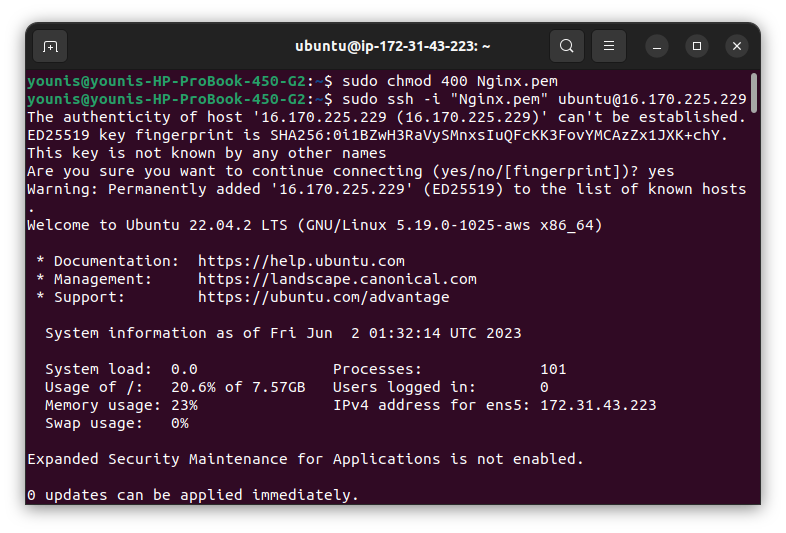 ubuntu@ip-172-31-43-223: ~
younis@younis-HP-ProBook-450-G2:~$ sudo chmod 400 Nginx.pem
younis@younis-HP-ProBook-450-G2:~$ sudo ssh -i "Nginx.pem" ubuntu@16.170.225.229
The authenticity of host '16.170.225.229 (16.170.225.229)' can't be established.
ED25519 key fingerprint is SHA256:0i1BZwH3RaVySMnxsIuQFcKK3FovYMCAzZx1JXK+chY.
This key is not known by any other names
Are you sure you want to continue connecting (yes/no/[fingerprint])? yes
Warning: Permanently added '16.170.225.229' (ED25519) to the list of known hosts
.
Welcome to Ubuntu 22.04.2 LTS (GNU/Linux 5.19.0-1025-aws x86_64)
 * Documentation:  https://help.ubuntu.com
 * Management:     https://landscape.canonical.com
 * Support:        https://ubuntu.com/advantage
  System information as of Fri Jun  2 01:32:14 UTC 2023
  System load:  0.0               Processes:             101
  Usage of /:   20.6% of 7.57GB   Users logged in:       0
  Memory usage: 23%               IPv4 address for ens5: 172.31.43.223
  Swap usage:   0%
Expanded Security Maintenance for Applications is not enabled.
0 updates can be applied immediately.